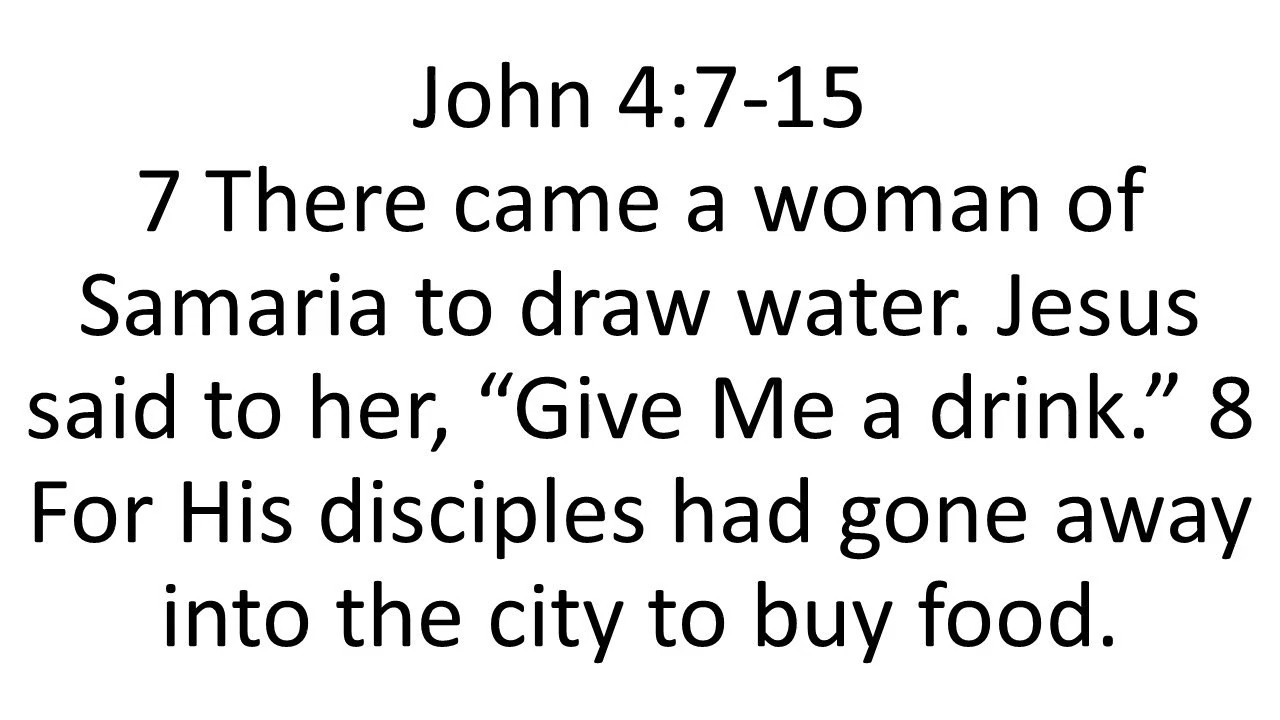 John 4:7-15
7 There came a woman of
Samaria to draw water. Jesus
said to her, “Give Me a drink.” 8
For His disciples had gone away
into the city to buy food.